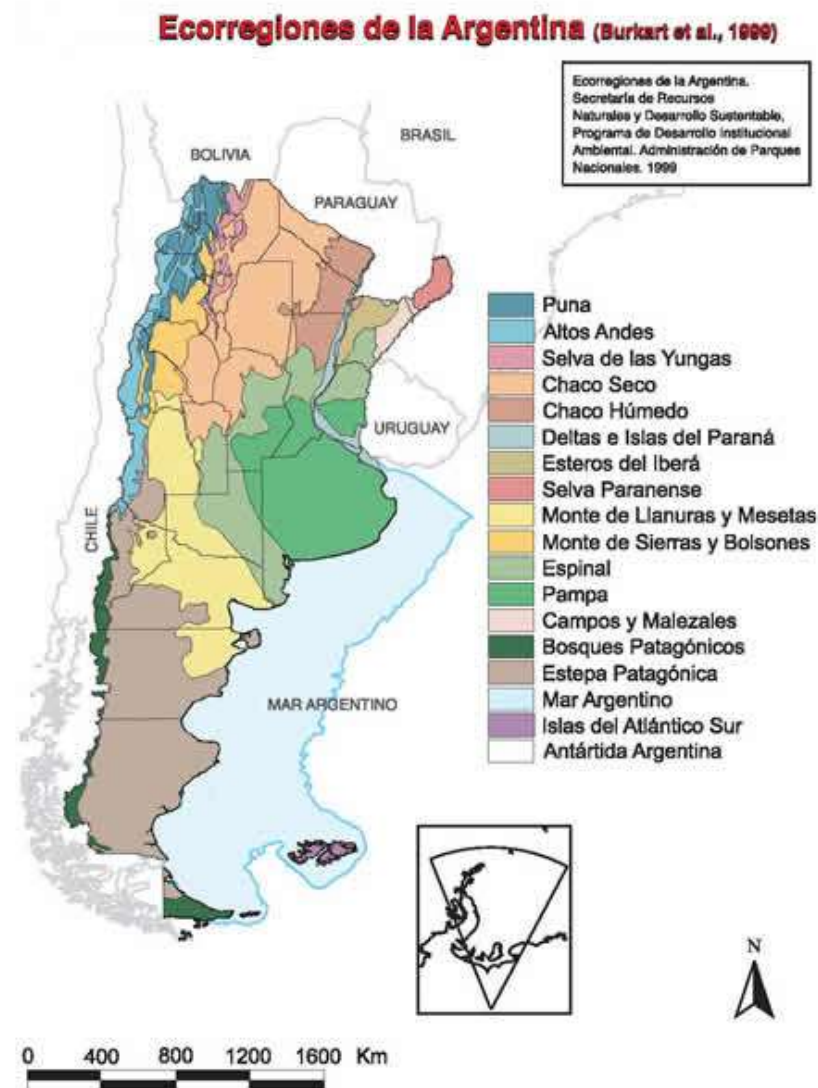 Ecorregiones de la Argentina (Burkart et al., 1999)
Ecorregiones de la Argentina.
Secretaría de Recursos
Naturales y Desarrollo Sustentable,
Programa de Desarrollo Institucional
Ambiental. Administración de Parques
Nacionales. 1999
BRASIL
BOLIVIA
PARAGUAY
URUGUAY
CHILE
MAR ARGENTINO
Puna
Altos Andes
Selva de las Yungas
Chaco Seco
Chaco Húmedo
Deltas e Islas del Paraná
Esteros del Iberá
Selva Paranense
Monte de Llanuras y Mesetas
Monte de Sierras y Bolsones
Espinal
Pampa
Campos y Malezales
Bosques Patagónicos
Estepa Patagónica
Mar Argentino
Islas del Atlántico Sur
Antártida Argentina
N
0 400 800 1200 1600 Km